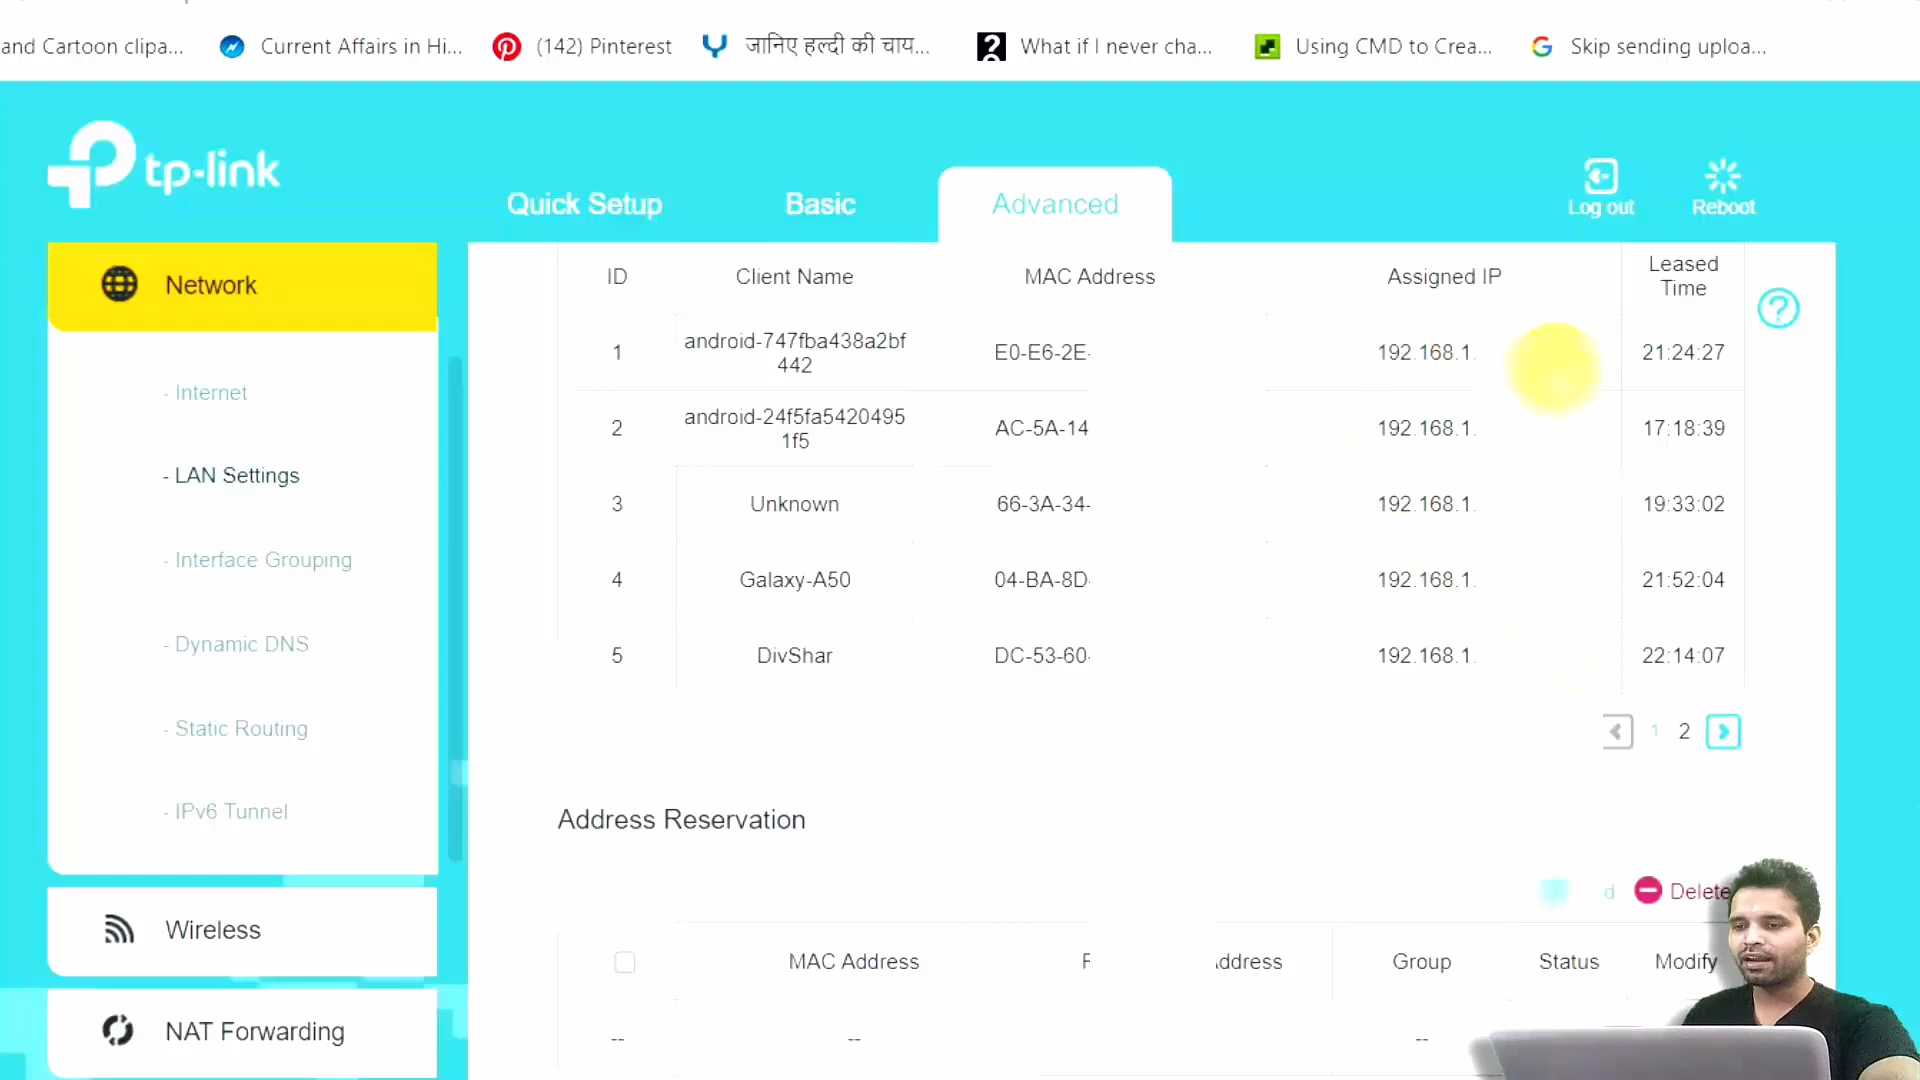 and Cartoon clipa...
Current Affairs in Hi...
(142) Pinterest
जानिए हल्दी की चाय...
What if I never cha...
Using CMD to Crea...
Skip sending uploa...
tp-link
Quick Setup
Basic
Advanced
Log out
Reboot
Network
- Internet
- LAN Settings
- Interface Grouping
- Dynamic DNS
- Static Routing
- IPv6 Tunnel
Wireless
NAT Forwarding
ID Client Name MAC Address Assigned IP Leased
Time
1 android-747fba438a2bf
442 E0-E6-2E- 192.168.1. 21:24:27
2 android-24f5fa5420495
1f5 AC-5A-14 192.168.1. 17:18:39
3 Unknown 66-3A-34- 192.168.1. 19:33:02
4 Galaxy-A50 04-BA-8D- 192.168.1. 21:52:04
5 DivShar DC-53-60- 192.168.1. 22:14:07
1 2
Address Reservation
Delete
MAC Address Group Status Modify
-- -- --